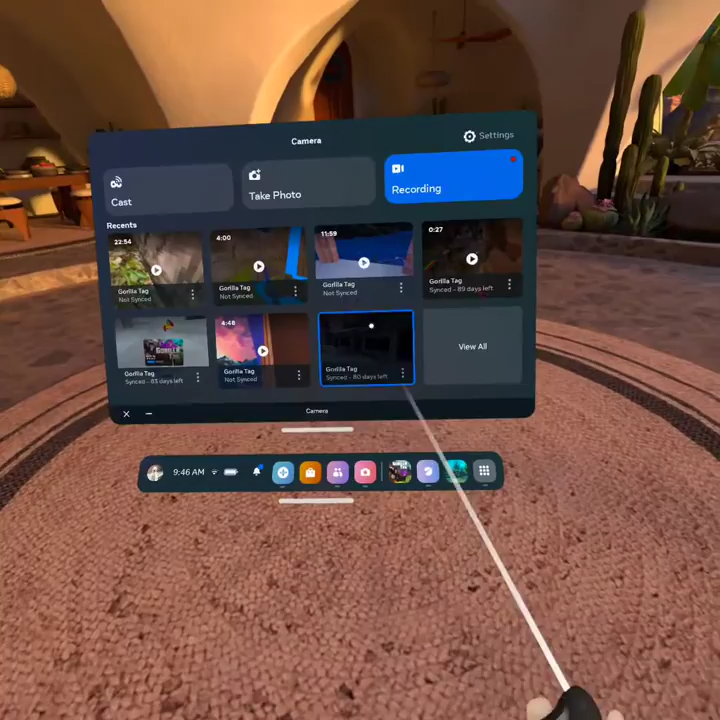 Camera
Settings
Cast
Take Photo
Recording
Recents
22:54
Gorilla Tag
Not Synced
4:00
Gorilla Tag
Not Synced
11:59
Gorilla Tag
Not Synced
0:27
Gorilla Tag
Synced - 89 days left
GORILLA TAG
Gorilla Tag
Synced - 83 days left
4:48
Gorilla Tag
Not Synced
Gorilla Tag
Synced - 80 days left
View All
Camera
9:46 AM